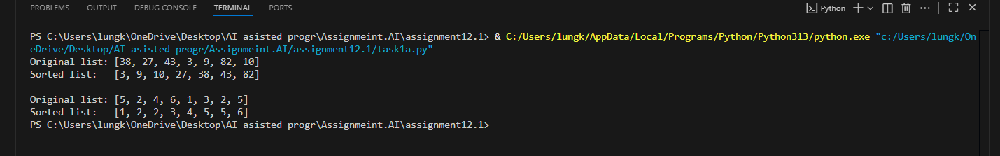 PROBLEMS OUTPUT DEBUG CONSOLE TERMINAL PORTS Python
PS C:\Users\lungk\OneDrive\Desktop\AI asisted progr\Assignmeint.AI\assignment12.1> & C:/Users/lungk/AppData/Local/Programs/Python/Python313/python.exe "c:/Users/lungk/On
eDrive/Desktop/AI asisted progr/Assignmeint.AI/assignment12.1/task1a.py"
Original list: [38, 27, 43, 3, 9, 82, 10]
Sorted list:   [3, 9, 10, 27, 38, 43, 82]
Original list: [5, 2, 4, 6, 1, 3, 2, 5]
Sorted list:   [1, 2, 2, 3, 4, 5, 5, 6]
PS C:\Users\lungk\OneDrive\Desktop\AI asisted progr\Assignmeint.AI\assignment12.1>